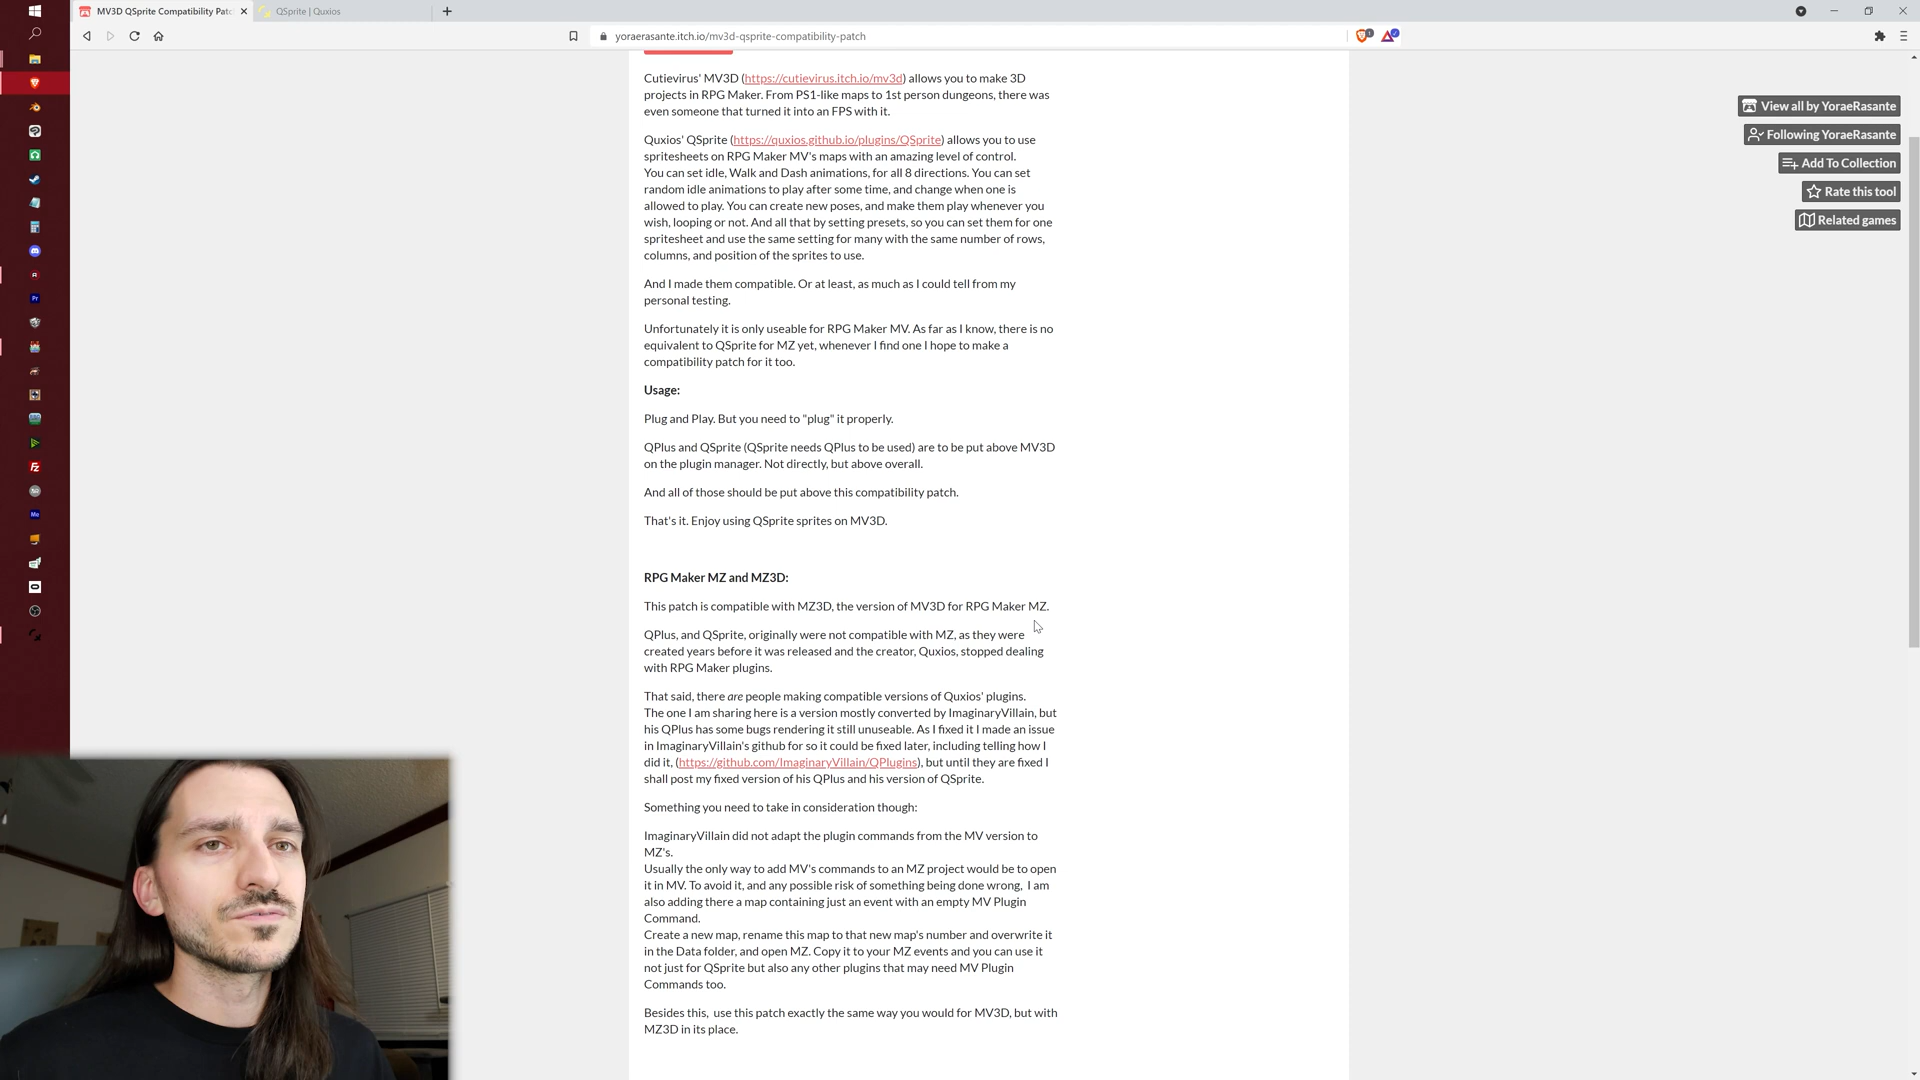 MV3D QSprite Compatibility Patc
QSprite | Quxios
yoraerasante.itch.io/mv3d-qsprite-compatibility-patch
View all by YoraeRasante
Following YoraeRasante
Add To Collection
Rate this tool
Related games
Cutievirus' MV3D (https://cutievirus.itch.io/mv3d) allows you to make 3D
projects in RPG Maker. From PS1-like maps to 1st person dungeons, there was
even someone that turned it into an FPS with it.
Quxios' QSprite (https://quxios.github.io/plugins/QSprite) allows you to use
spritesheets on RPG Maker MV's maps with an amazing level of control.
You can set idle, Walk and Dash animations, for all 8 directions. You can set
random idle animations to play after some time, and change when one is
allowed to play. You can create new poses, and make them play whenever you
wish, looping or not. And all that by setting presets, so you can set them for one
spritesheet and use the same setting for many with the same number of rows,
columns, and position of the sprites to use.
And I made them compatible. Or at least, as much as I could tell from my
personal testing.
Unfortunately it is only useable for RPG Maker MV. As far as I know, there is no
equivalent to QSprite for MZ yet, whenever I find one I hope to make a
compatibility patch for it too.
Usage:
Plug and Play. But you need to "plug" it properly.
QPlus and QSprite (QSprite needs QPlus to be used) are to be put above MV3D
on the plugin manager. Not directly, but above overall.
And all of those should be put above this compatibility patch.
That's it. Enjoy using QSprite sprites on MV3D.
RPG Maker MZ and MZ3D:
This patch is compatible with MZ3D, the version of MV3D for RPG Maker MZ.
QPlus, and QSprite, originally were not compatible with MZ, as they were
created years before it was released and the creator, Quxios, stopped dealing
with RPG Maker plugins.
That said, there are people making compatible versions of Quxios' plugins.
The one I am sharing here is a version mostly converted by ImaginaryVillain, but
his QPlus has some bugs rendering it still unuseable. As I fixed it I made an issue
in ImaginaryVillain's github for so it could be fixed later, including telling how I
did it, (https://github.com/ImaginaryVillain/QPlugins), but until they are fixed I
shall post my fixed version of his QPlus and his version of QSprite.
Something you need to take in consideration though:
ImaginaryVillain did not adapt the plugin commands from the MV version to
MZ's.
Usually the only way to add MV's commands to an MZ project would be to open
it in MV. To avoid it, and any possible risk of something being done wrong, I am
also adding there a map containing just an event with an empty MV Plugin
Command.
Create a new map, rename this map to that new map's number and overwrite it
in the Data folder, and open MZ. Copy it to your MZ events and you can use it
not just for QSprite but also any other plugins that may need MV Plugin
Commands too.
Besides this, use this patch exactly the same way you would for MV3D, but with
MZ3D in its place.